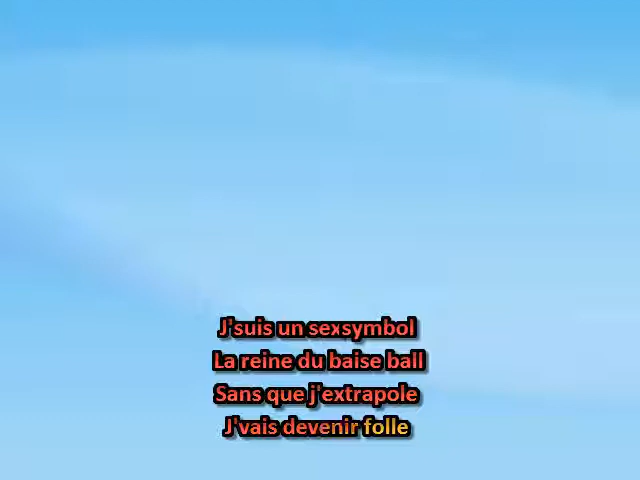 J'suis un sexsymbol
La reine du baise ball
Sans que j'extrapole
J'vais devenir folle